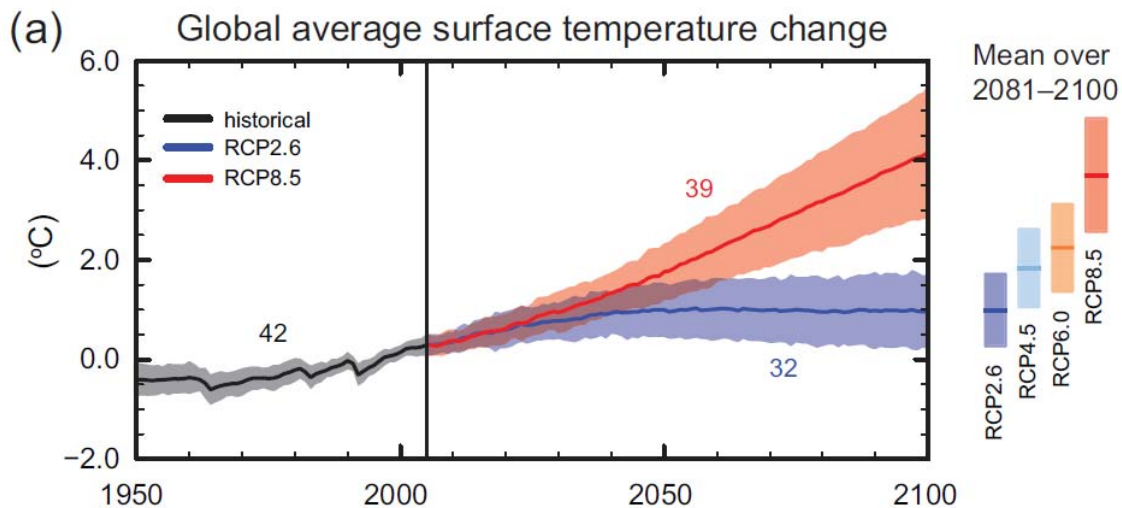 (a)
Global average surface temperature change
6.0
4.0
2.0
0.0
−2.0
(°C)
historical
RCP2.6
RCP8.5
42
39
32
1950
2000
2050
2100
Mean over
2081–2100
RCP2.6
RCP4.5
RCP6.0
RCP8.5